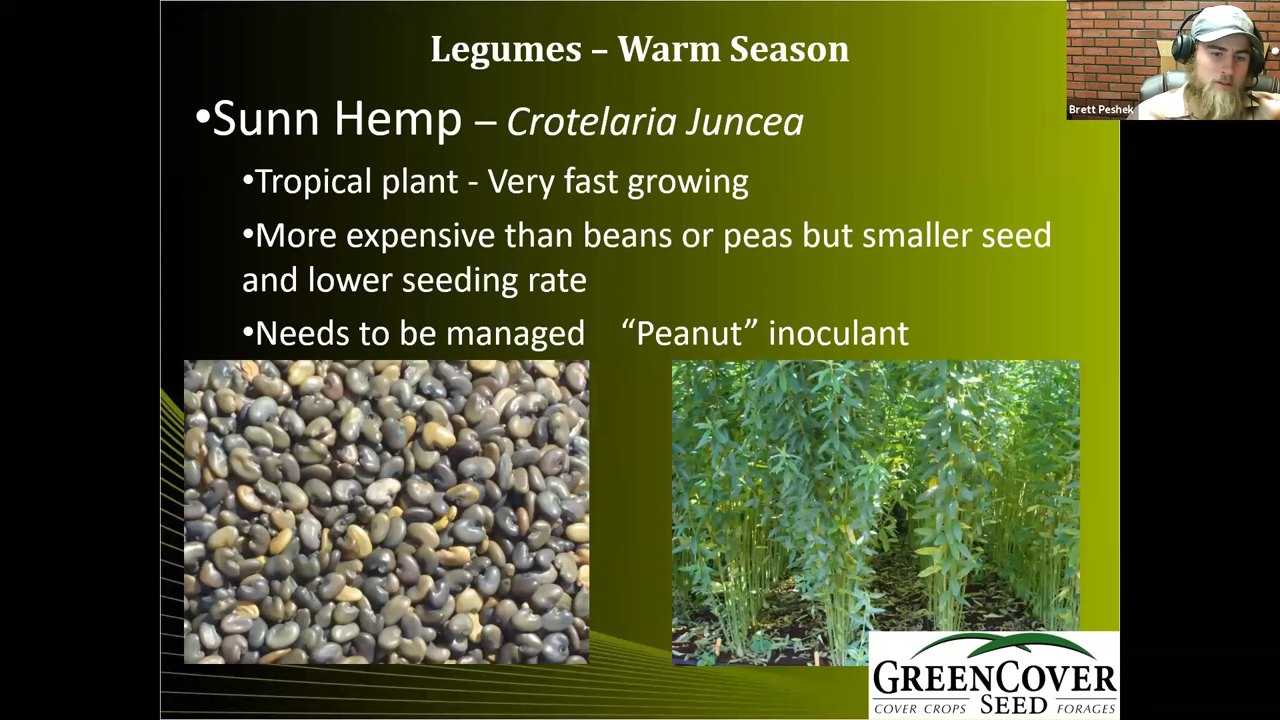 Legumes – Warm Season
•Sunn Hemp – Crotelaria Juncea
•Tropical plant - Very fast growing
•More expensive than beans or peas but smaller seed
and lower seeding rate
•Needs to be managed “Peanut” inoculant
Brett Peshek
GREENCOVER
COVER CROPS SEED FORAGES